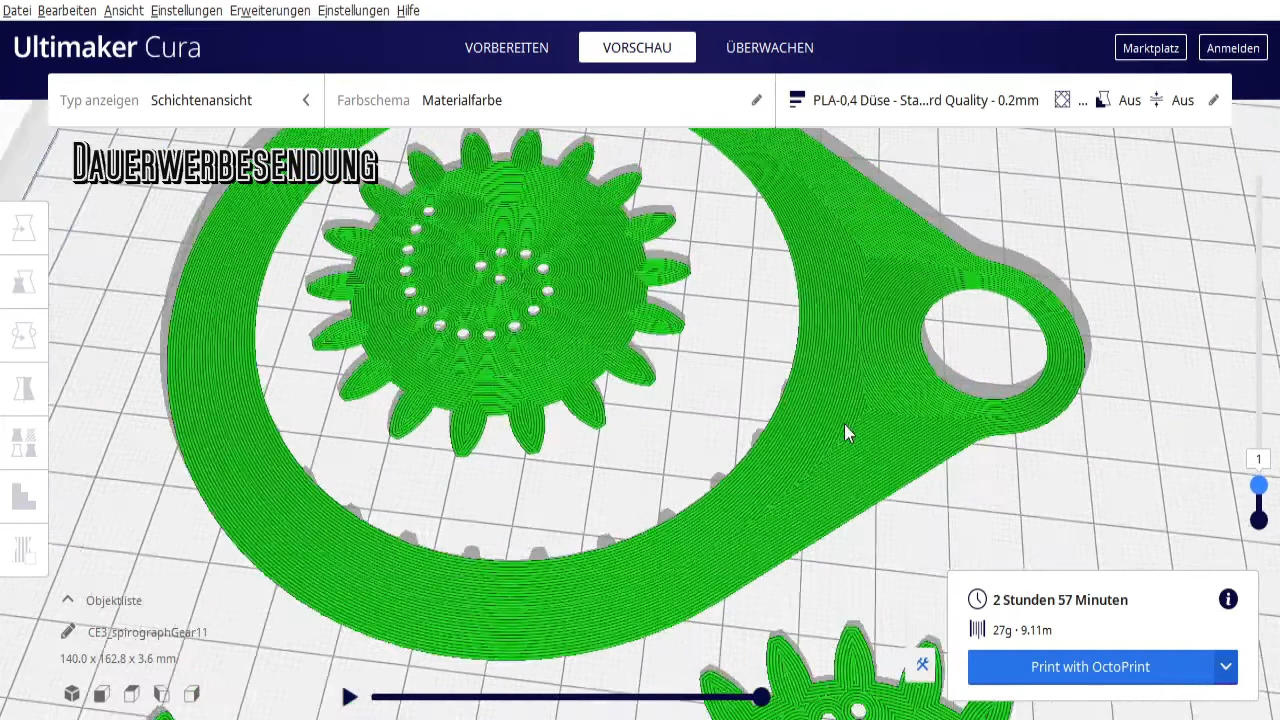 Datei Bearbeiten Ansicht Einstellungen Erweiterungen Einstellungen Hilfe
Ultimaker Cura VORBEREITEN VORSCHAU ÜBERWACHEN Marktplatz Anmelden
Typ anzeigen Schichtenansicht Farbschema Materialfarbe PLA-0,4 Düse - Sta...rd Quality - 0.2mm ... Aus Aus
DAUERWERBESENDUNG
1
Objektliste
CE3_spirographGear11
140.0 x 162.8 x 3.6 mm
2 Stunden 57 Minuten
27g · 9.11m
Print with OctoPrint